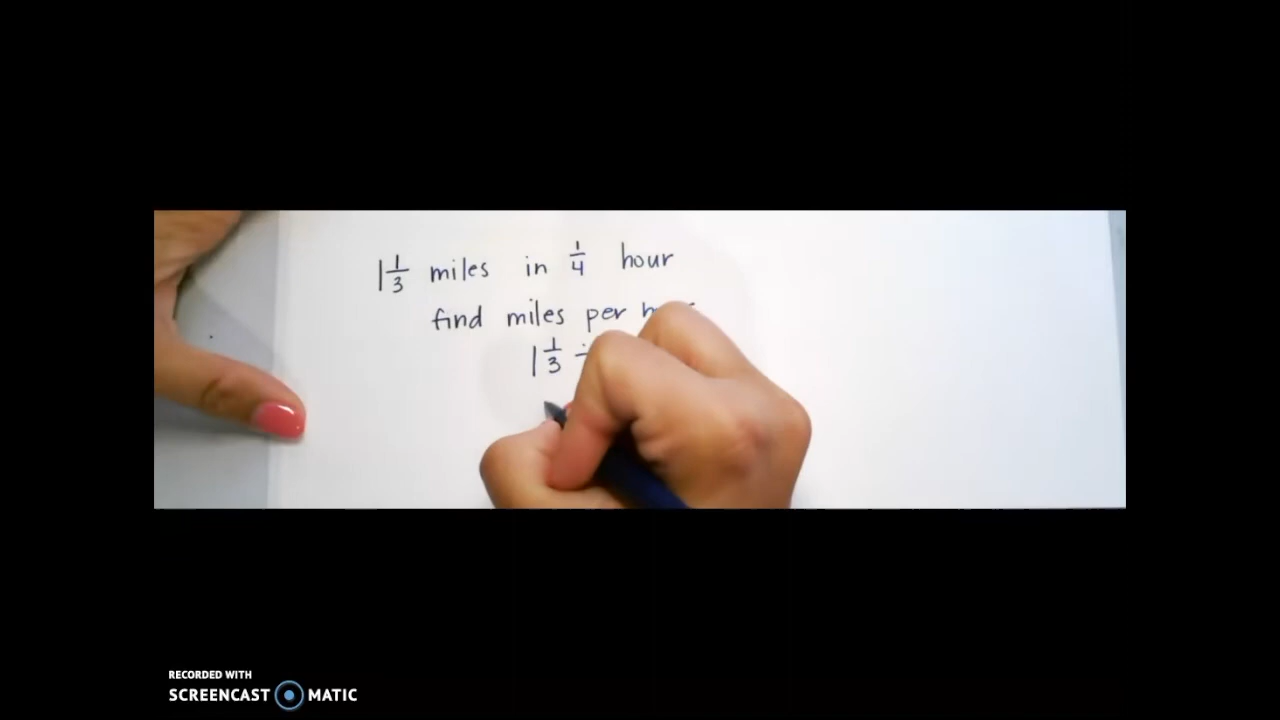 1 1/3 miles in 1/4 hour
find miles per
1 1/3 ÷
RECORDED WITH
SCREENCAST MATIC